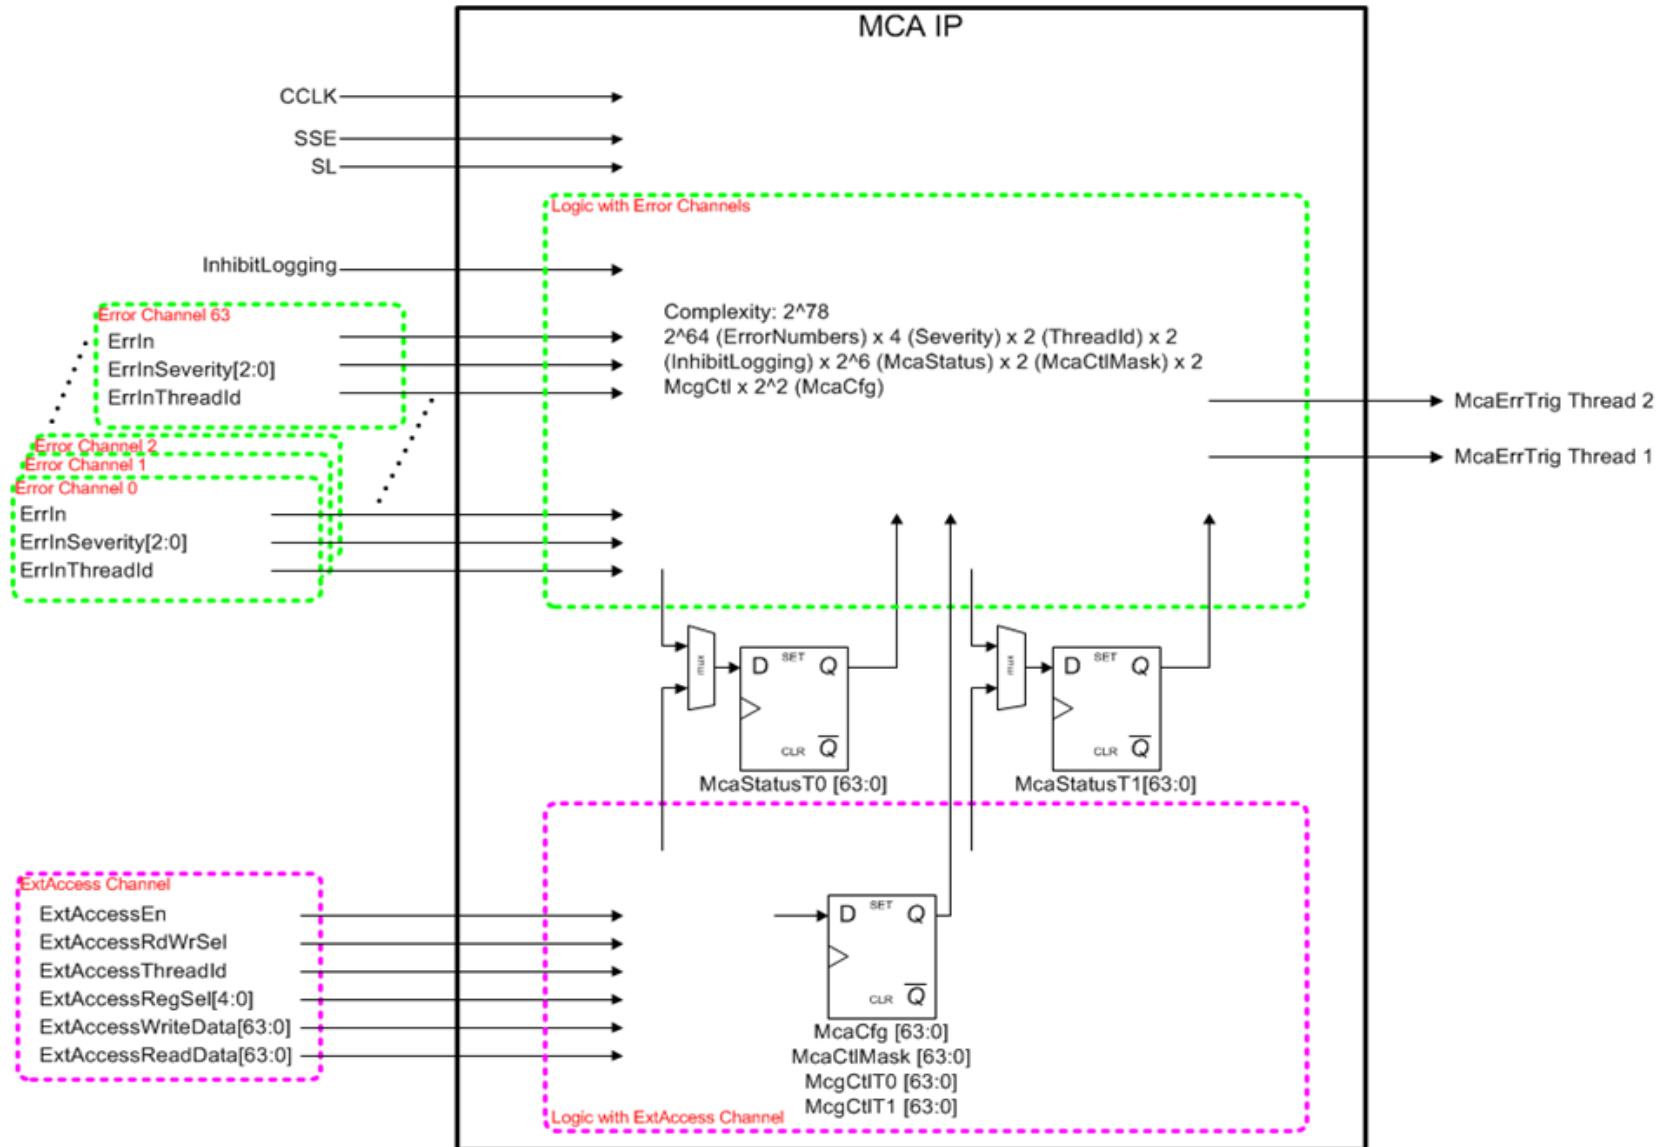 MCA IP
CCLK
SSE
SL
Logic with Error Channels
InhibitLogging
Complexity: 2^78
2^64 (ErrorNumbers) x 4 (Severity) x 2 (ThreadId) x 2
(InhibitLogging) x 2^6 (McaStatus) x 2 (McaCtlMask) x 2
McgCtl x 2^2 (McaCfg)
Error Channel 63
ErrIn
ErrInSeverity[2:0]
ErrInThreadId
McaErrTrig Thread 2
McaErrTrig Thread 1
Error Channel 2
Error Channel 1
Error Channel 0
ErrIn
ErrInSeverity[2:0]
ErrInThreadId
mux
D SET Q
CLR Q
McaStatusT0 [63:0]
mux
D SET Q
CLR Q
McaStatusT1[63:0]
ExtAccess Channel
ExtAccessEn
ExtAccessRdWrSel
ExtAccessThreadId
ExtAccessRegSel[4:0]
ExtAccessWriteData[63:0]
ExtAccessReadData[63:0]
D SET Q
CLR Q
McaCfg [63:0]
McaCtlMask [63:0]
McgCtlT0 [63:0]
McgCtlT1 [63:0]
Logic with ExtAccess Channel